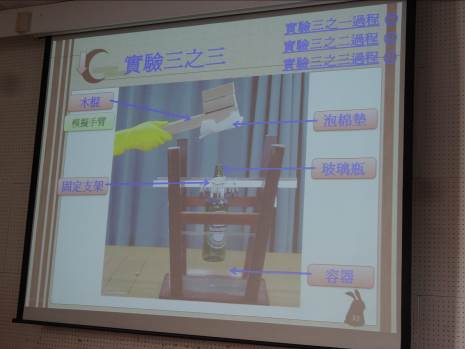 實驗三之三
實驗三之一過程
實驗三之二過程
實驗三之三過程
木棍
模擬手臂
泡棉墊
玻璃瓶
固定支架
容器